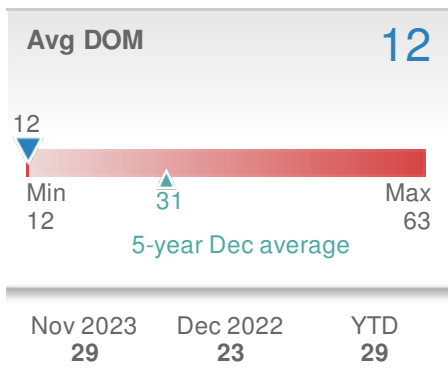 Avg DOM 12
12
Min 31 Max
12 63
5-year Dec average
Nov 2023 Dec 2022 YTD
29 23 29